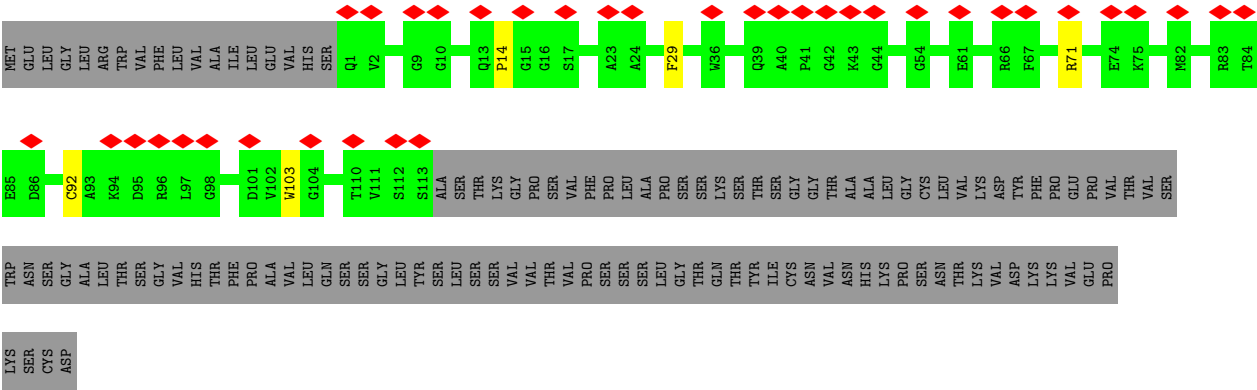 MET GLU LEU GLY LEU ARG TRP VAL PHE LEU VAL ALA ILE LEU GLU VAL HIS SER Q1 V2 G9 G10 Q13 P14 G15 G16 S17 A23 A24 F29 W36 Q39 A40 P41 G42 K43 G44 G54 E61 R66 F67 R71 E74 K75 M82 R83 T84
E85 D86 C92 A93 K94 D95 R96 L97 G98 D101 V102 W103 G104 T110 V111 S112 S113 ALA SER THR LYS GLY PRO SER VAL PHE PRO LEU ALA PRO SER SER LYS SER THR SER GLY GLY THR ALA ALA LEU GLY CYS LEU VAL LYS ASP TYR PHE PRO GLU PRO VAL THR VAL SER
TRP ASN SER GLY ALA LEU THR SER GLY VAL HIS THR PHE PRO ALA VAL LEU GLN SER SER GLY LEU TYR SER LEU SER SER VAL VAL THR VAL PRO SER SER SER LEU GLY THR GLN THR TYR ILE CYS ASN VAL ASN HIS LYS PRO SER ASN THR LYS VAL ASP LYS LYS VAL GLU PRO
LYS SER CYS ASP